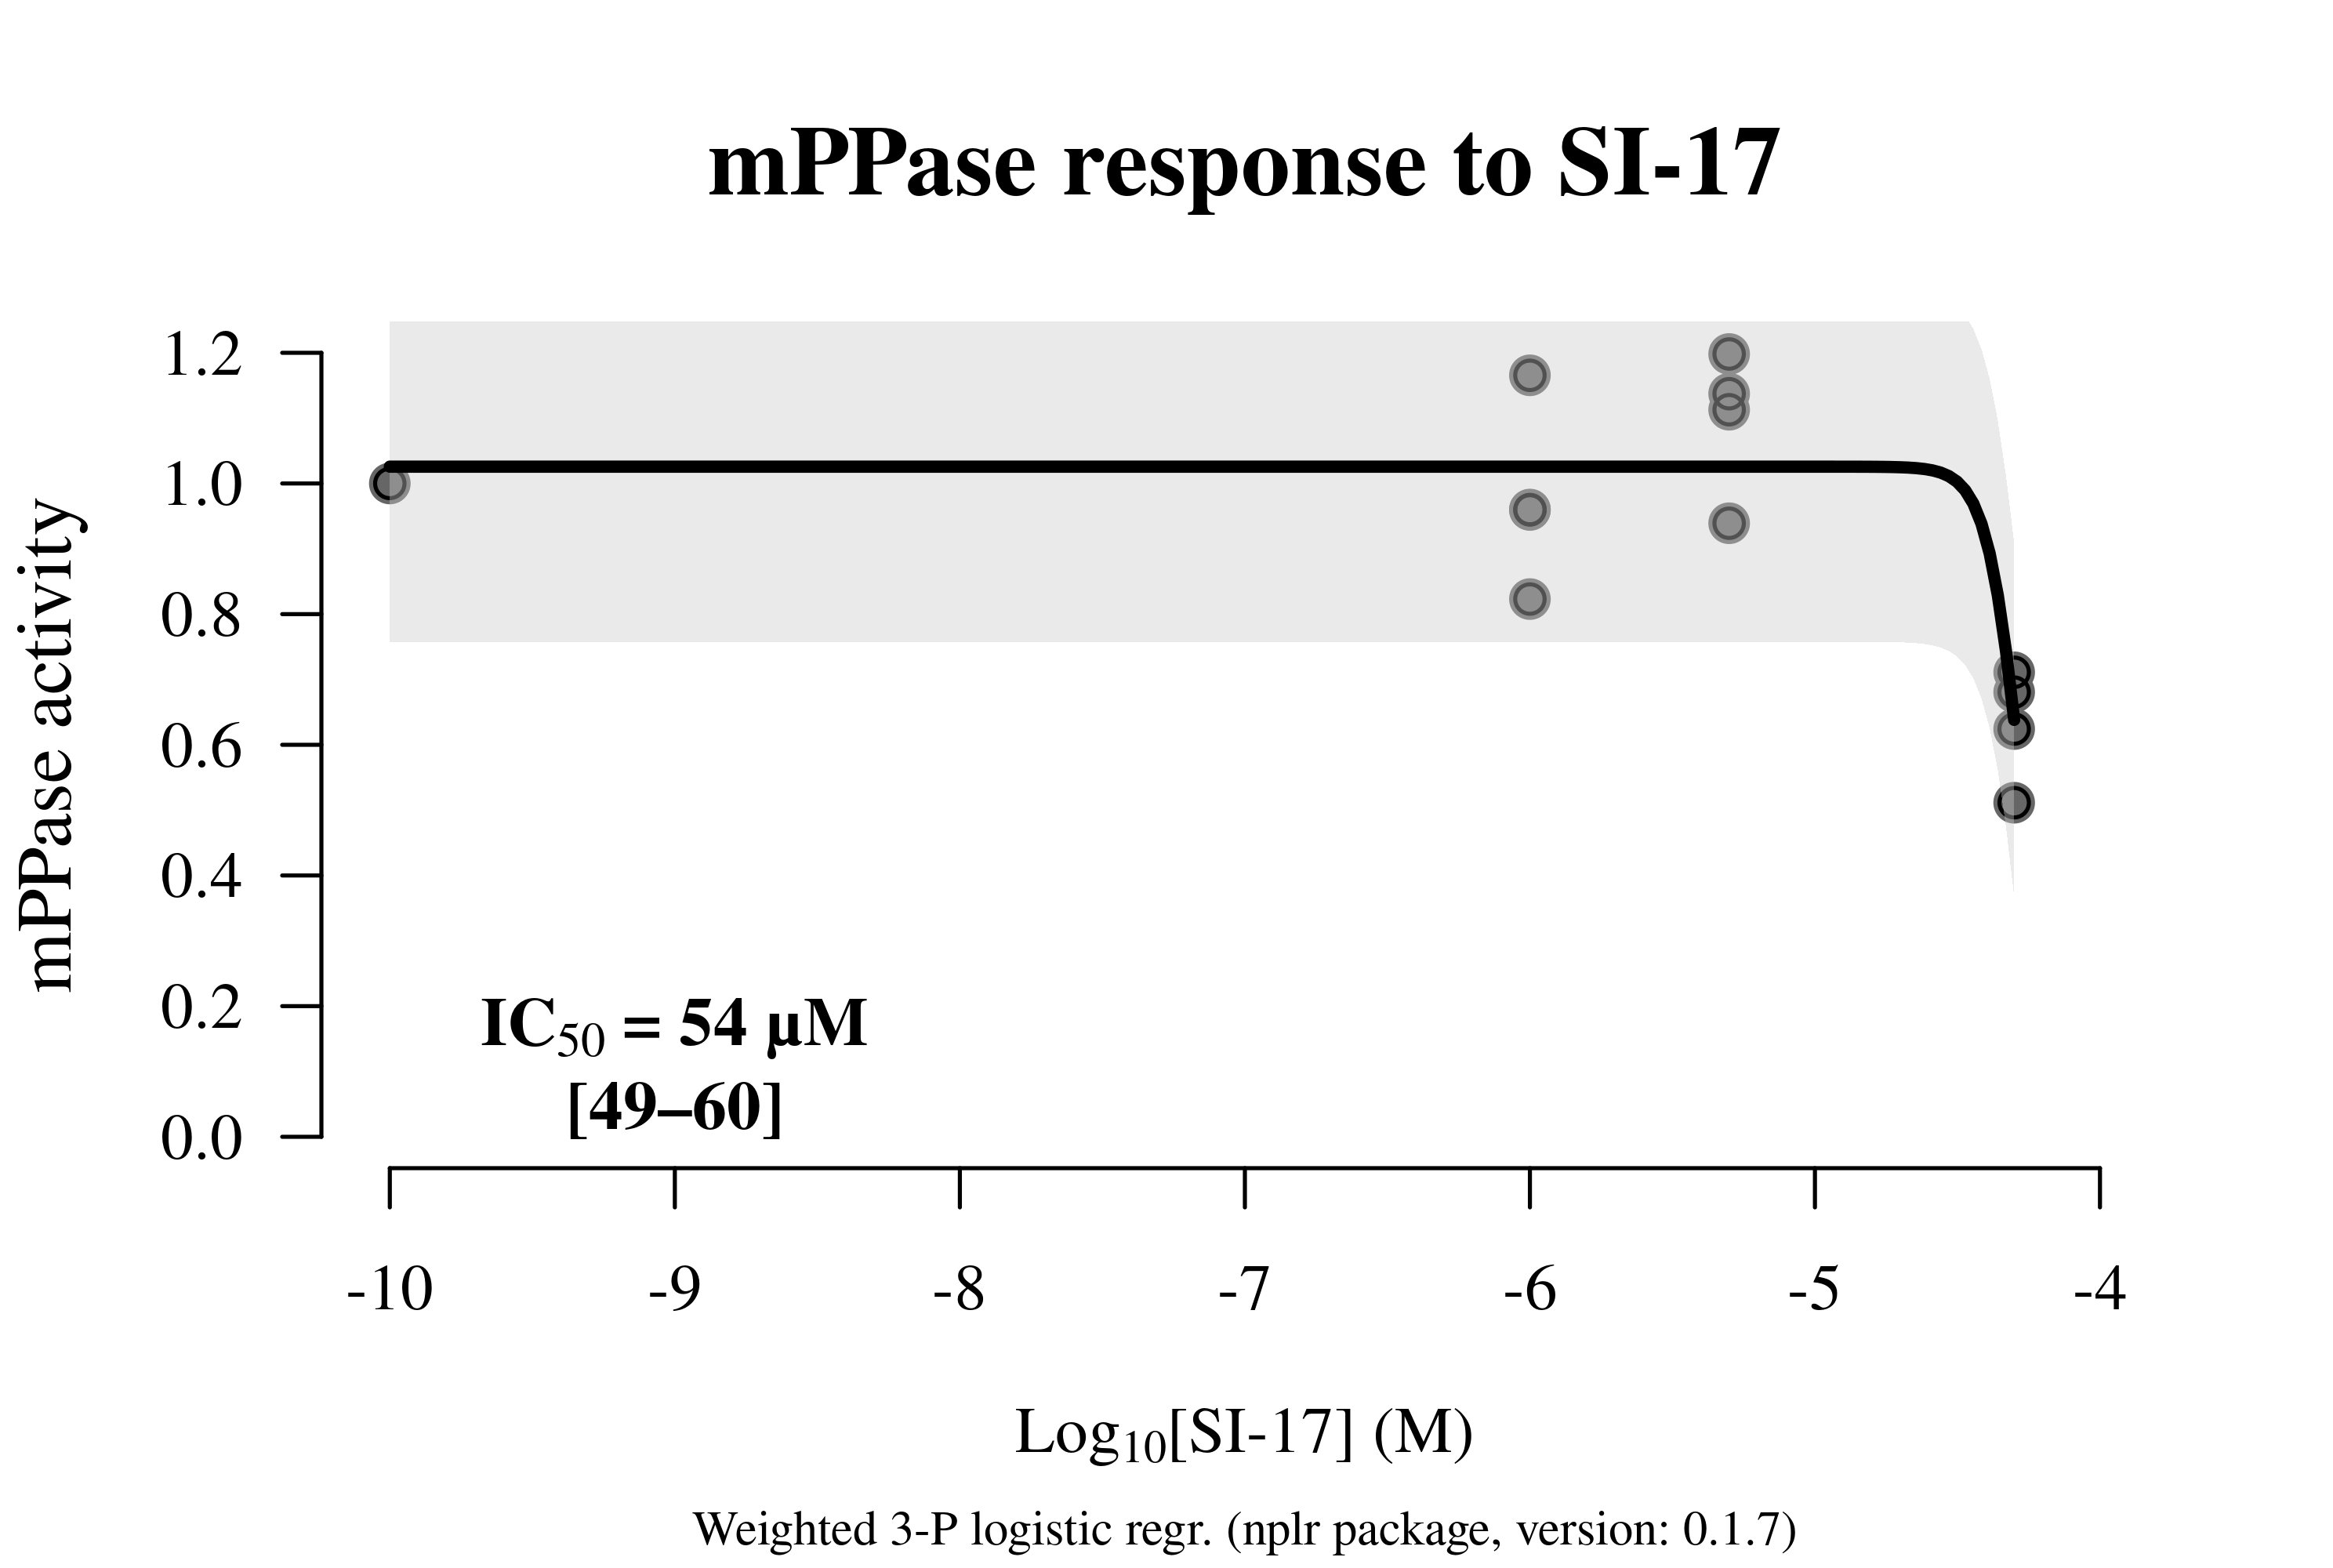 mPPase response to SI-17
mPPase activity
1.2
1.0
0.8
0.6
0.4
0.2
0.0
IC50 = 54 µM
[49–60]
-10 -9 -8 -7 -6 -5 -4
Log10[SI-17] (M)
Weighted 3-P logistic regr. (nplr package, version: 0.1.7)